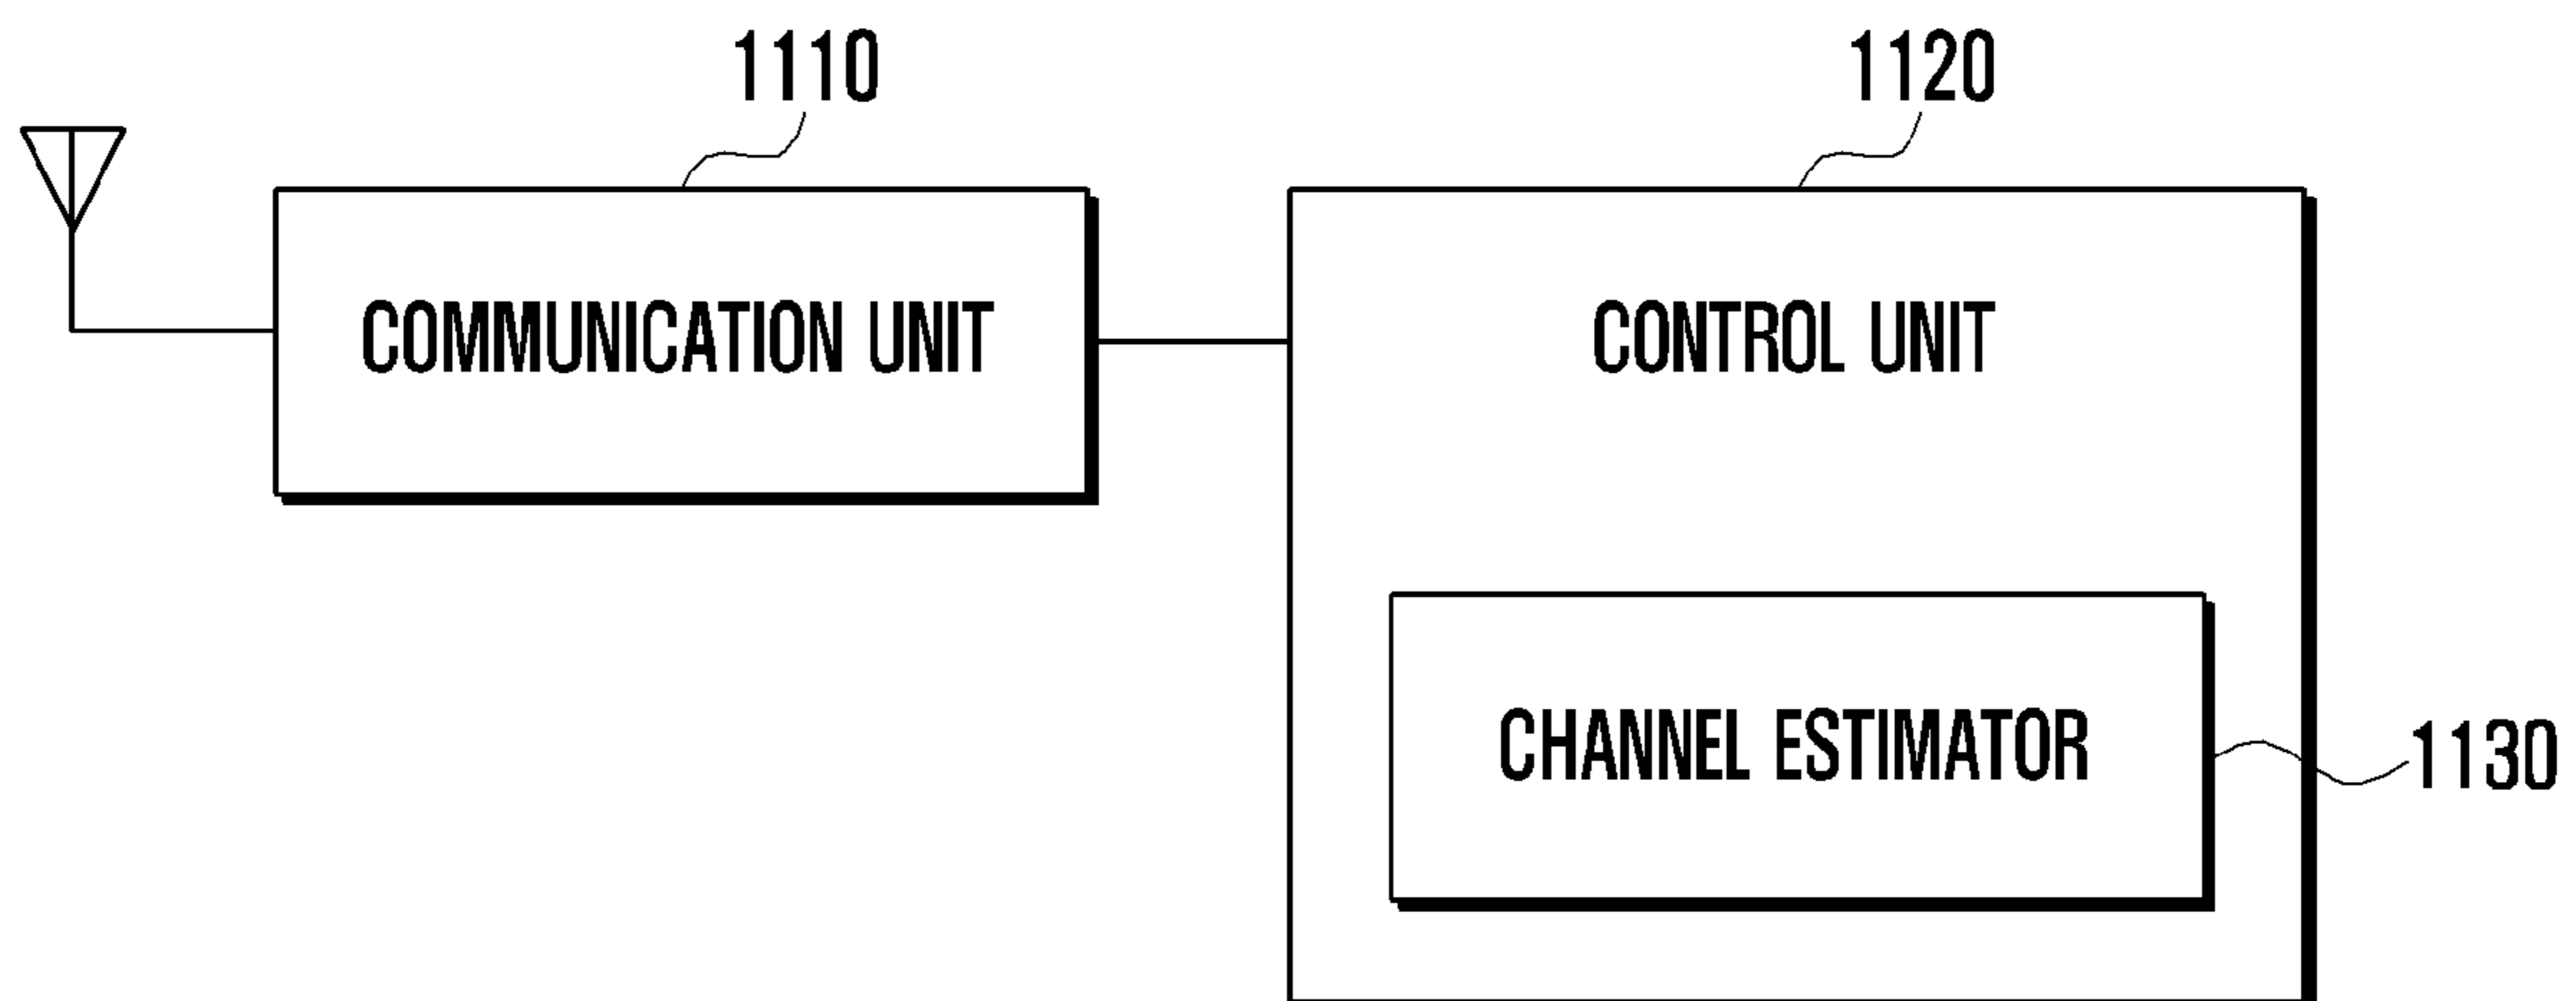 1110
1120
COMMUNICATION UNIT
CONTROL UNIT
CHANNEL ESTIMATOR
1130